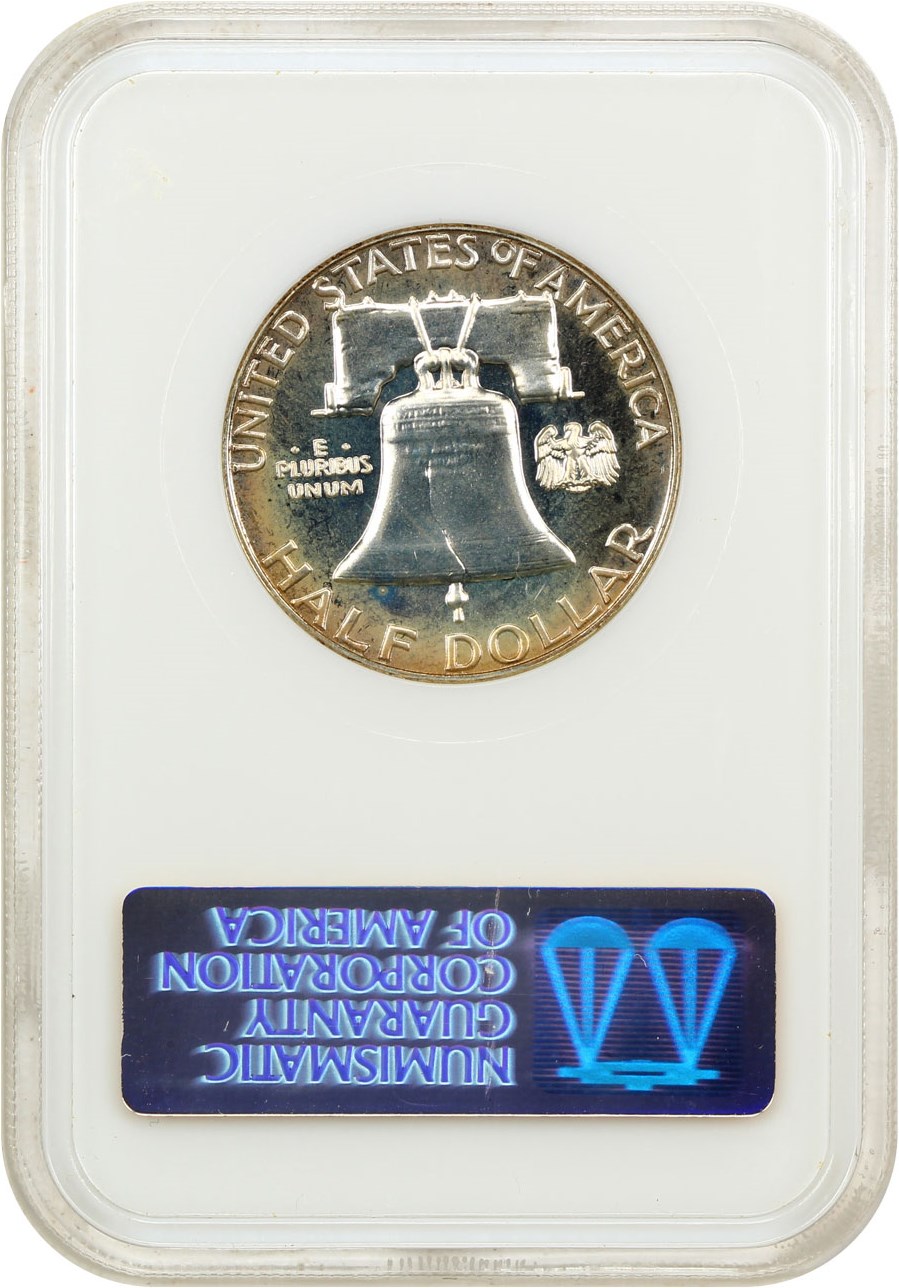 UNITED STATES OF AMERICA
· E ·
PLURIBUS
UNUM
HALF DOLLAR
NUMISMATIC
GUARANTY
CORPORATION
OF AMERICA